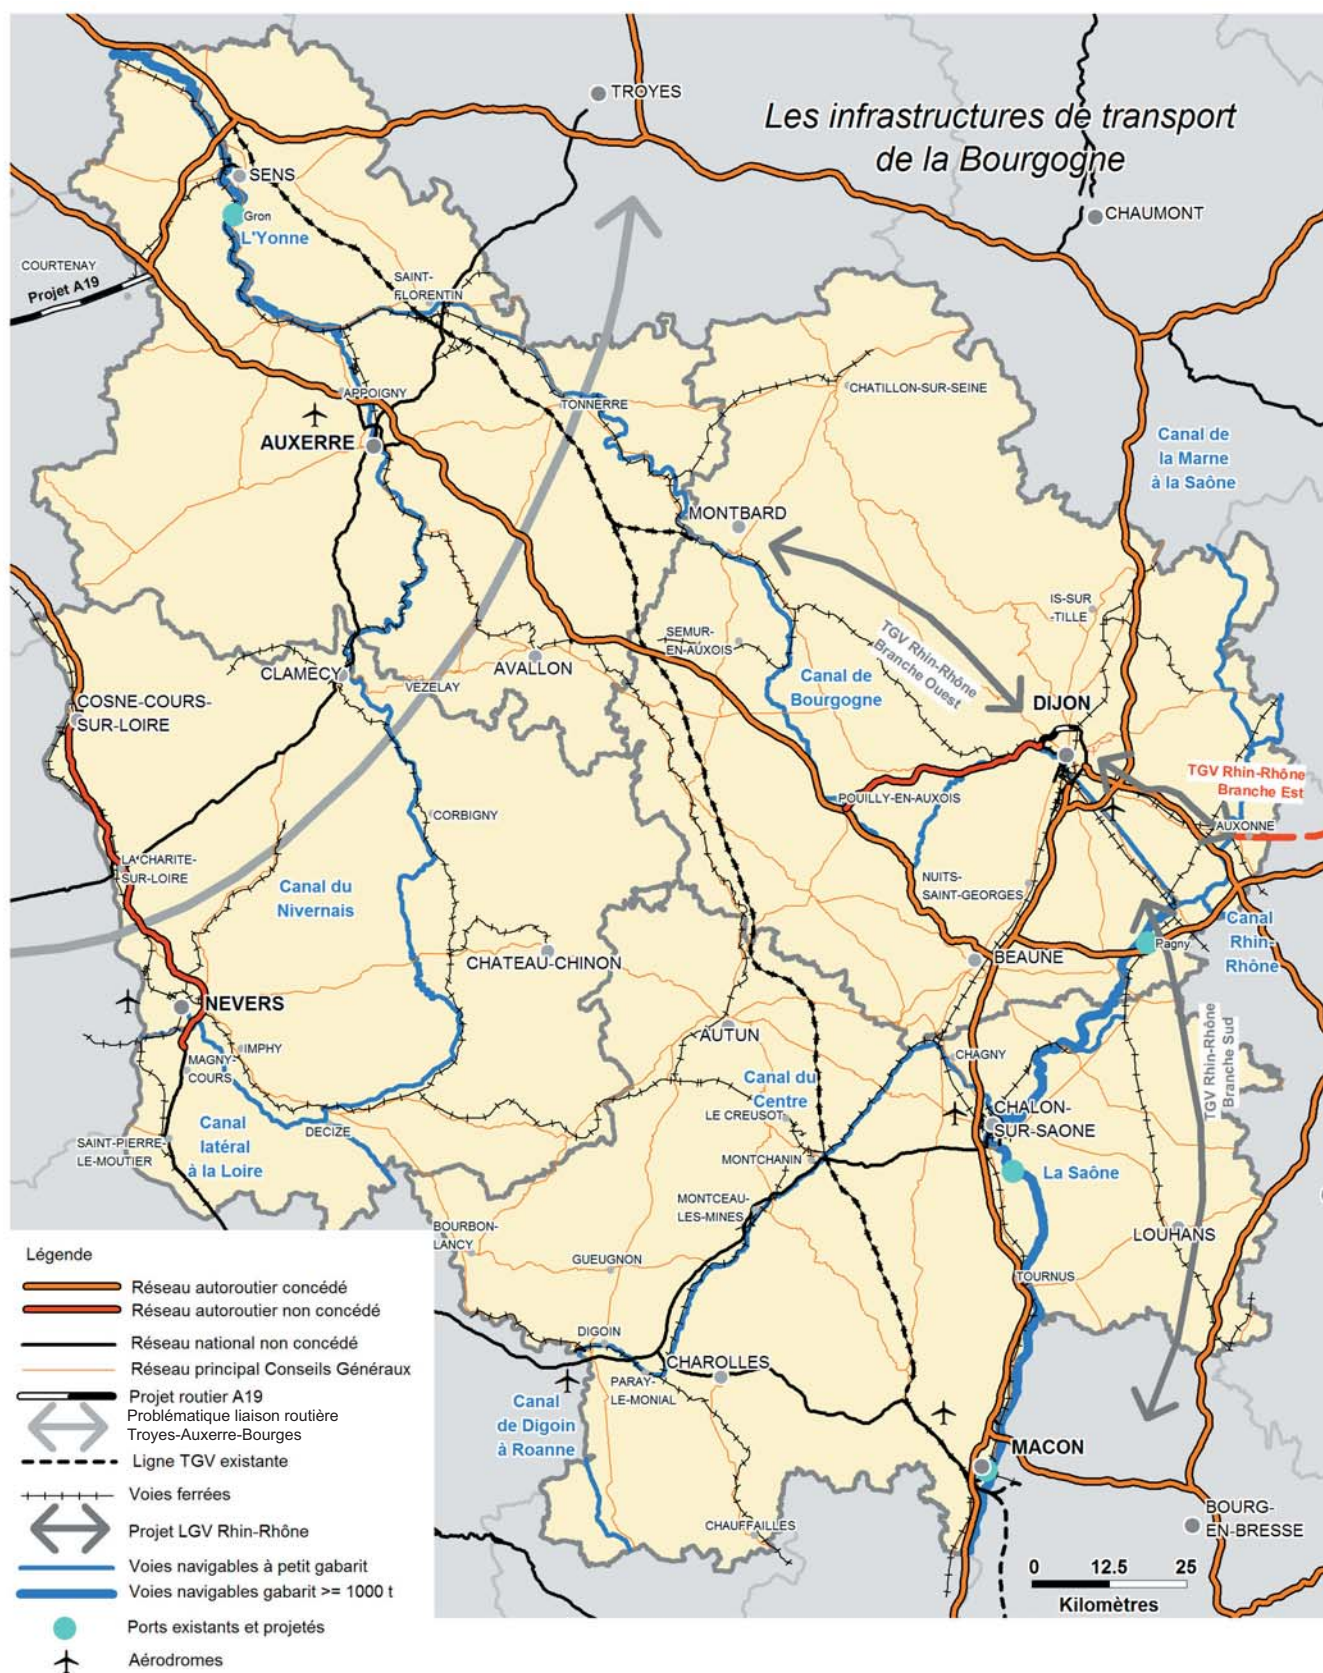 Les infrastructures de transport
de la Bourgogne
TROYES
CHAUMONT
SENS
Gron
L'Yonne
COURTENAY
Projet A19
SAINT-
FLORENTIN
APPOIGNY
AUXERRE
TONNERRE
CHATILLON-SUR-SEINE
Canal de
la Marne
à la Saône
MONTBARD
IS-SUR
-TILLE
SEMUR-
EN-AUXOIS
TGV Rhin-Rhône
Branche Ouest
CLAMECY
VEZELAY
AVALLON
Canal de
Bourgogne
DIJON
COSNE-COURS-
SUR-LOIRE
TGV Rhin-Rhône
Branche Est
POUILLY-EN-AUXOIS
CORBIGNY
AUXONNE
LA CHARITE-
SUR-LOIRE
Canal du
Nivernais
NUITS-
SAINT-GEORGES
Canal
Rhin-
Rhône
Pagny
CHATEAU-CHINON
BEAUNE
NEVERS
AUTUN
IMPHY
MAGNY-
COURS
CHAGNY
TGV Rhin-Rhône
Branche Sud
Canal du
Centre
LE CREUSOT
CHALON-
SUR-SAONE
Canal
latéral
à la Loire
DECIZE
SAINT-PIERRE-
LE-MOUTIER
MONTCHANIN
La Saône
MONTCEAU-
LES-MINES
BOURBON-
LANCY
LOUHANS
GUEUGNON
TOURNUS
DIGOIN
CHAROLLES
PARAY-
LE-MONIAL
Canal
de Digoin
à Roanne
MACON
CHAUFFAILLES
BOURG-
EN-BRESSE
0 12.5 25
Kilomètres
Légende
Réseau autoroutier concédé
Réseau autoroutier non concédé
Réseau national non concédé
Réseau principal Conseils Généraux
Projet routier A19
Problématique liaison routière
Troyes-Auxerre-Bourges
Ligne TGV existante
Voies ferrées
Projet LGV Rhin-Rhône
Voies navigables à petit gabarit
Voies navigables gabarit >= 1000 t
Ports existants et projetés
Aérodromes